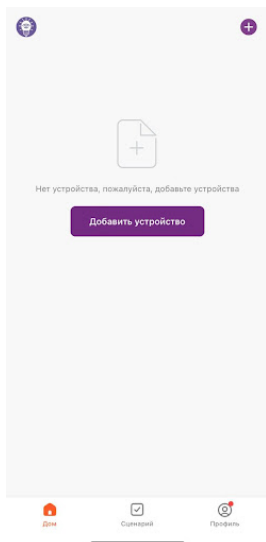 Нет устройства, пожалуйста, добавьте устройства
Добавить устройство
Дом
Сценарий
Профиль